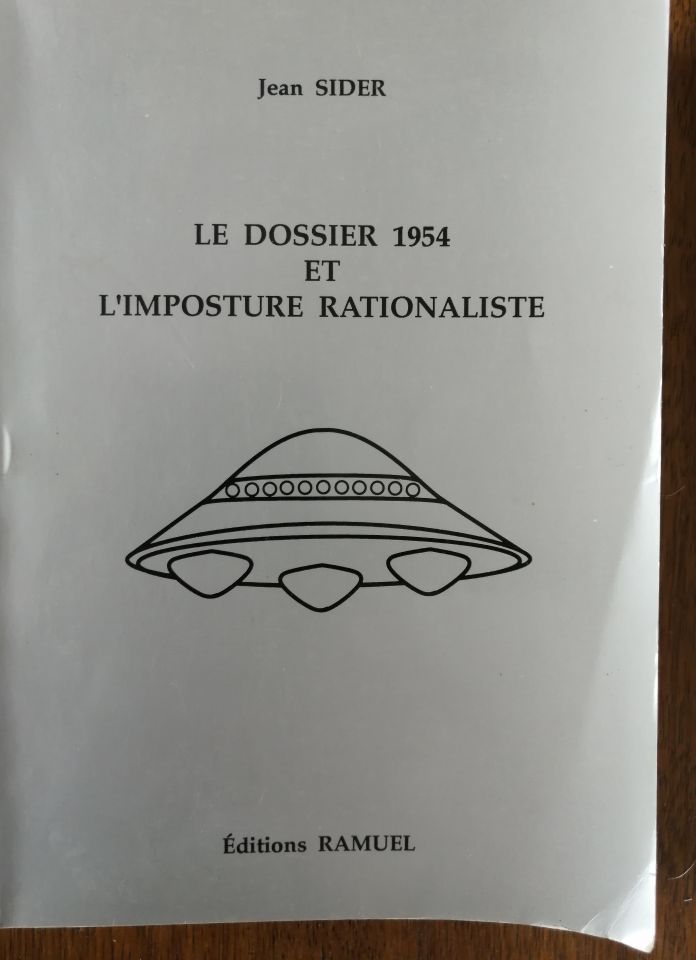 Jean SIDER
LE DOSSIER 1954
ET
L'IMPOSTURE RATIONALISTE
Éditions RAMUEL